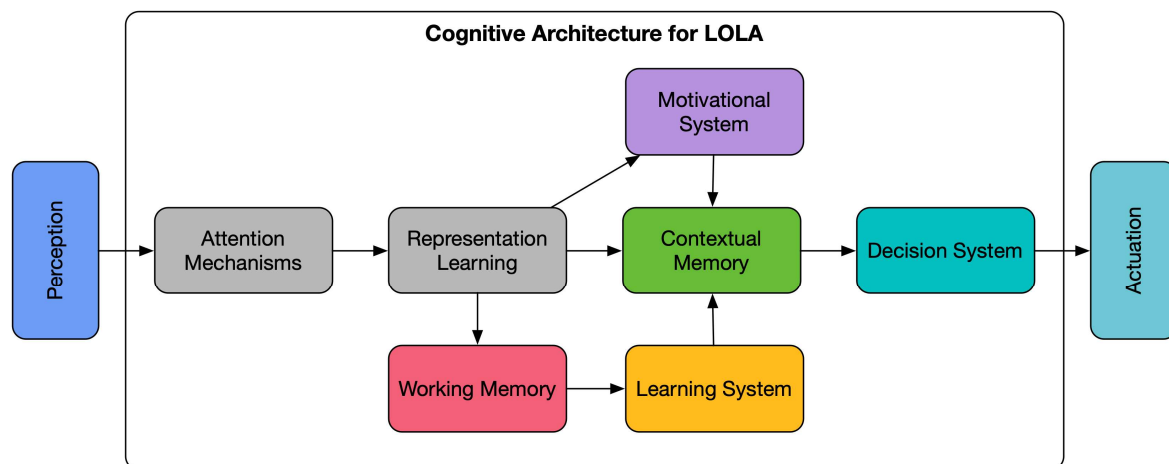 Cognitive Architecture for LOLA
Motivational
System
Perception
Attention
Mechanisms
Representation
Learning
Contextual
Memory
Decision System
Actuation
Working Memory
Learning System